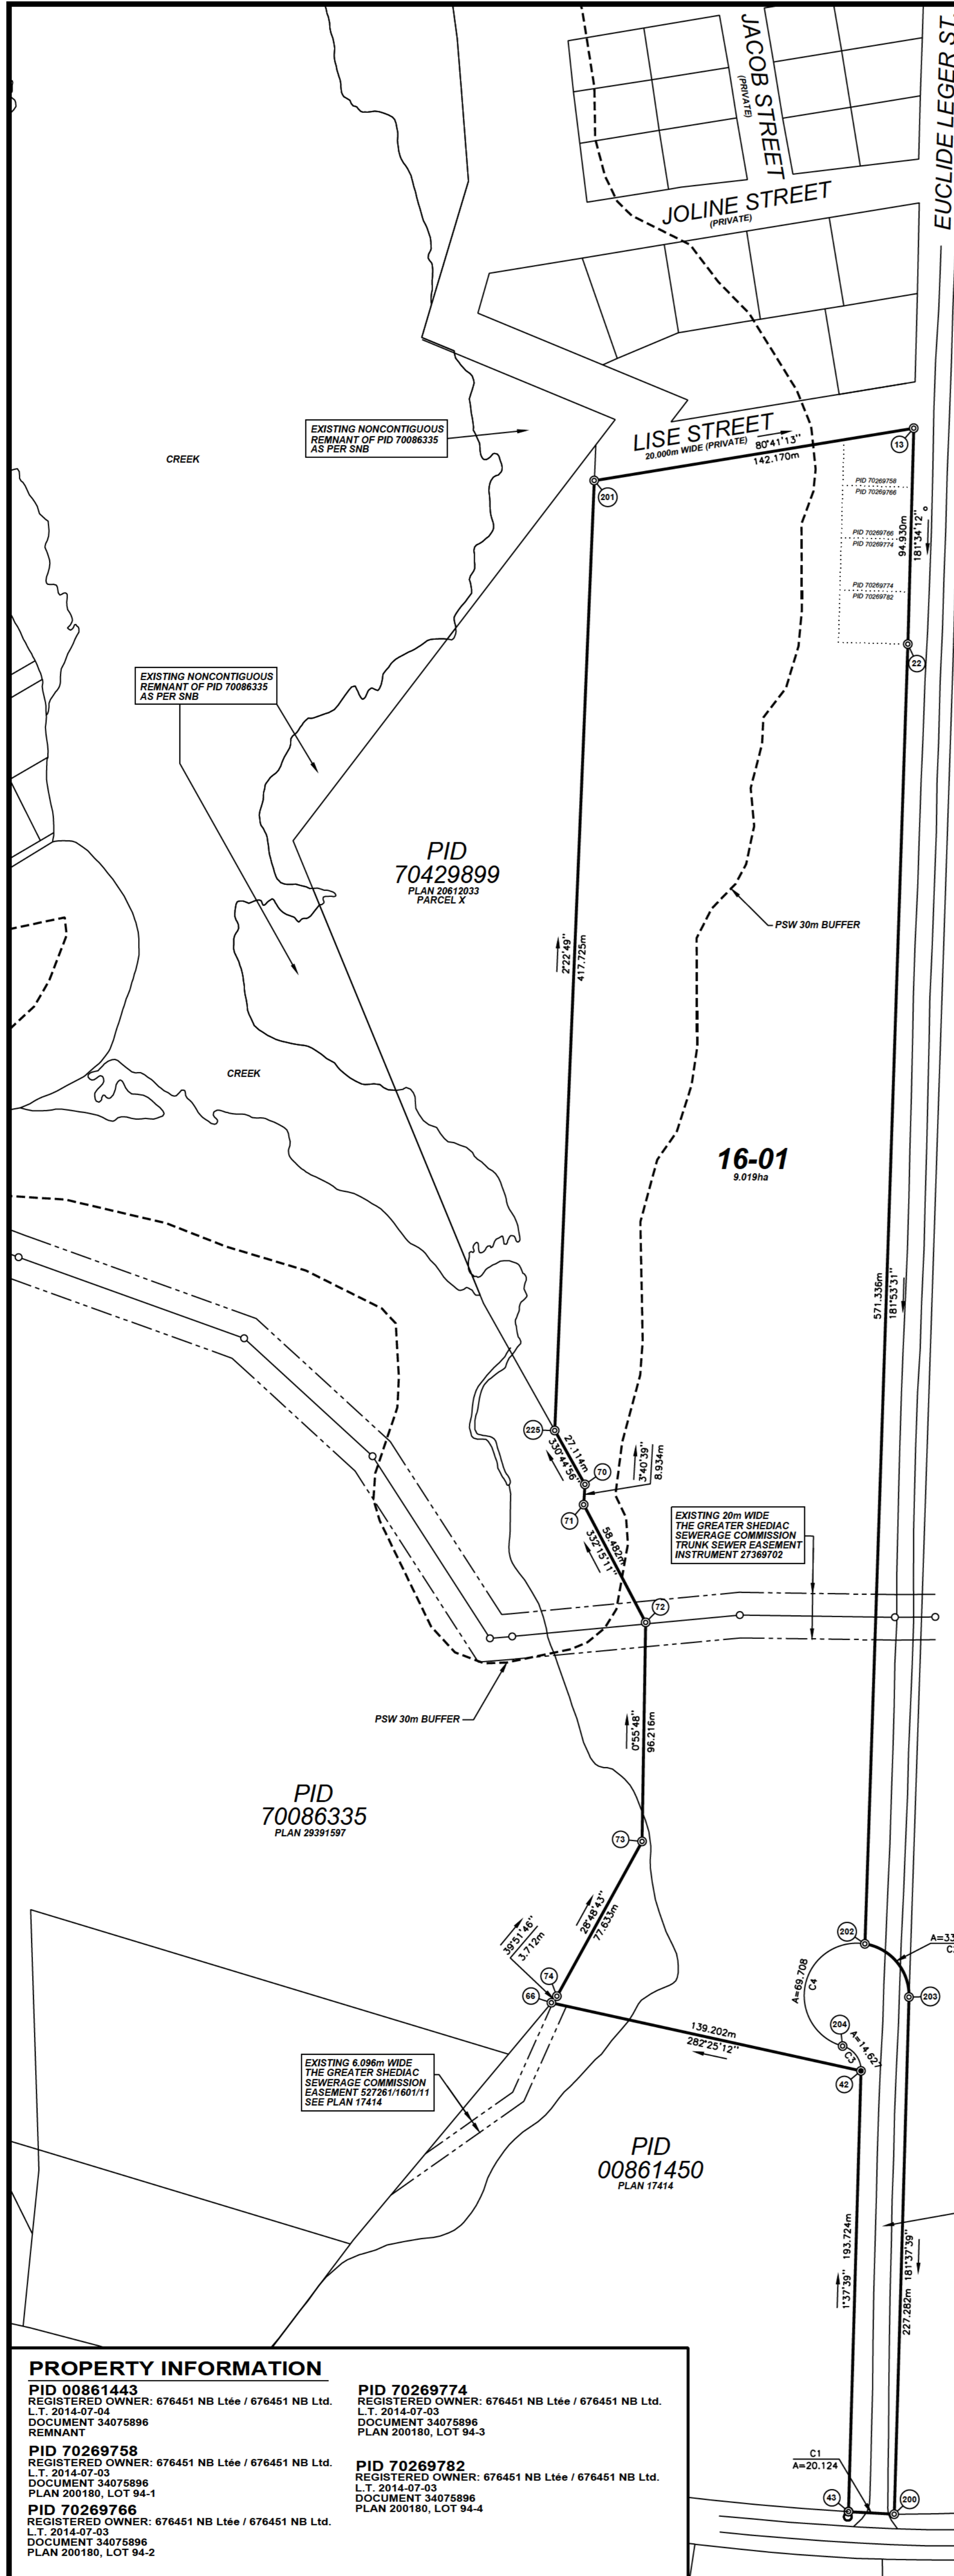 JACOB STREET
(PRIVATE)
EUCLIDE LEGER ST.
JOLINE STREET
(PRIVATE)
EXISTING NONCONTIGUOUS
REMNANT OF PID 70086335
AS PER SNB
CREEK
LISE STREET
20.000m WIDE (PRIVATE)
80°41'13"
142.170m
13
201
PID 70269758
PID 70269766
PID 70269766
PID 70269774
PID 70269774
PID 70269782
94.930m
181°34'12"
22
EXISTING NONCONTIGUOUS
REMNANT OF PID 70086335
AS PER SNB
PID
70429899
PLAN 20612033
PARCEL X
PSW 30m BUFFER
2°22'49"
417.725m
CREEK
16-01
9.019ha
571.336m
181°53'31"
225
27.114m
330°44'56"
70
3°40'39"
8.934m
71
58.482m
332°15'11"
EXISTING 20m WIDE
THE GREATER SHEDIAC
SEWERAGE COMMISSION
TRUNK SEWER EASEMENT
INSTRUMENT 27369702
72
PSW 30m BUFFER
0°55'48"
96.216m
PID
70086335
PLAN 29391597
73
28°48'43"
77.633m
39°51'46"
3.712m
74
66
202
A=33
A=69.708
C4
203
204
A=14.627
C3
42
139.202m
282°25'12"
EXISTING 6.096m WIDE
THE GREATER SHEDIAC
SEWERAGE COMMISSION
EASEMENT 527261/1601/11
SEE PLAN 17414
PID
00861450
PLAN 17414
1°37'39" 193.724m
227.282m 181°37'39"
C1
A=20.124
43
200
PROPERTY INFORMATION
PID 00861443
REGISTERED OWNER: 676451 NB Ltée / 676451 NB Ltd.
L.T. 2014-07-04
DOCUMENT 34075896
REMNANT
PID 70269758
REGISTERED OWNER: 676451 NB Ltée / 676451 NB Ltd.
L.T. 2014-07-03
DOCUMENT 34075896
PLAN 200180, LOT 94-1
PID 70269766
REGISTERED OWNER: 676451 NB Ltée / 676451 NB Ltd.
L.T. 2014-07-03
DOCUMENT 34075896
PLAN 200180, LOT 94-2
PID 70269774
REGISTERED OWNER: 676451 NB Ltée / 676451 NB Ltd.
L.T. 2014-07-03
DOCUMENT 34075896
PLAN 200180, LOT 94-3
PID 70269782
REGISTERED OWNER: 676451 NB Ltée / 676451 NB Ltd.
L.T. 2014-07-03
DOCUMENT 34075896
PLAN 200180, LOT 94-4